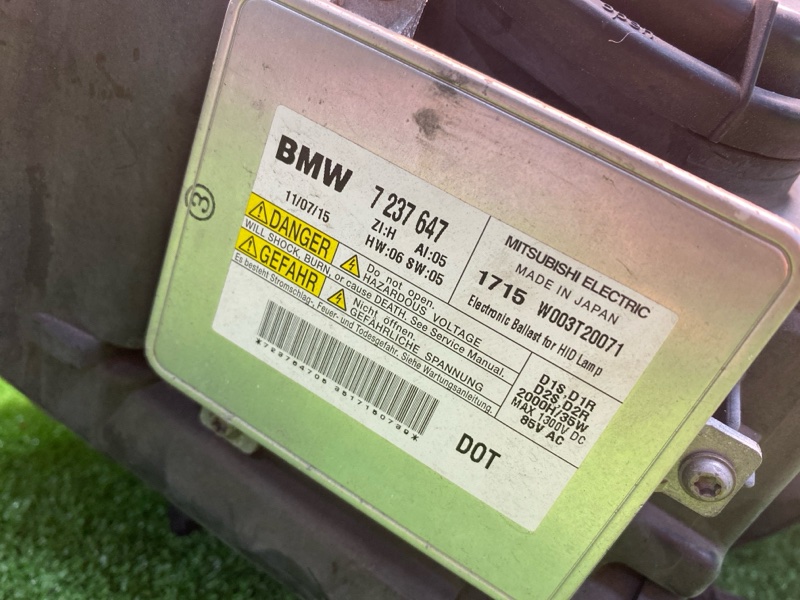 open
3
BMW 7 237 647
11/07/15 ZI:H AI:05
HW:06 SW:05
MITSUBISHI ELECTRIC
MADE IN JAPAN
1715 W003T20071
Electronic Ballast for HID Lamp
DANGER Do not open.
HAZARDOUS VOLTAGE
WILL SHOCK, BURN, or cause DEATH. See Service Manual.
GEFAHR Nicht öffnen.
GEFÄHRLICHE SPANNUNG
Es besteht Stromschlag-, Feuer- und Todesgefahr. Siehe Wartungsanleitung.
D1S,D1R
D2S,D2R
2000H/35W
MAX 1300V DC
85V AC
DOT